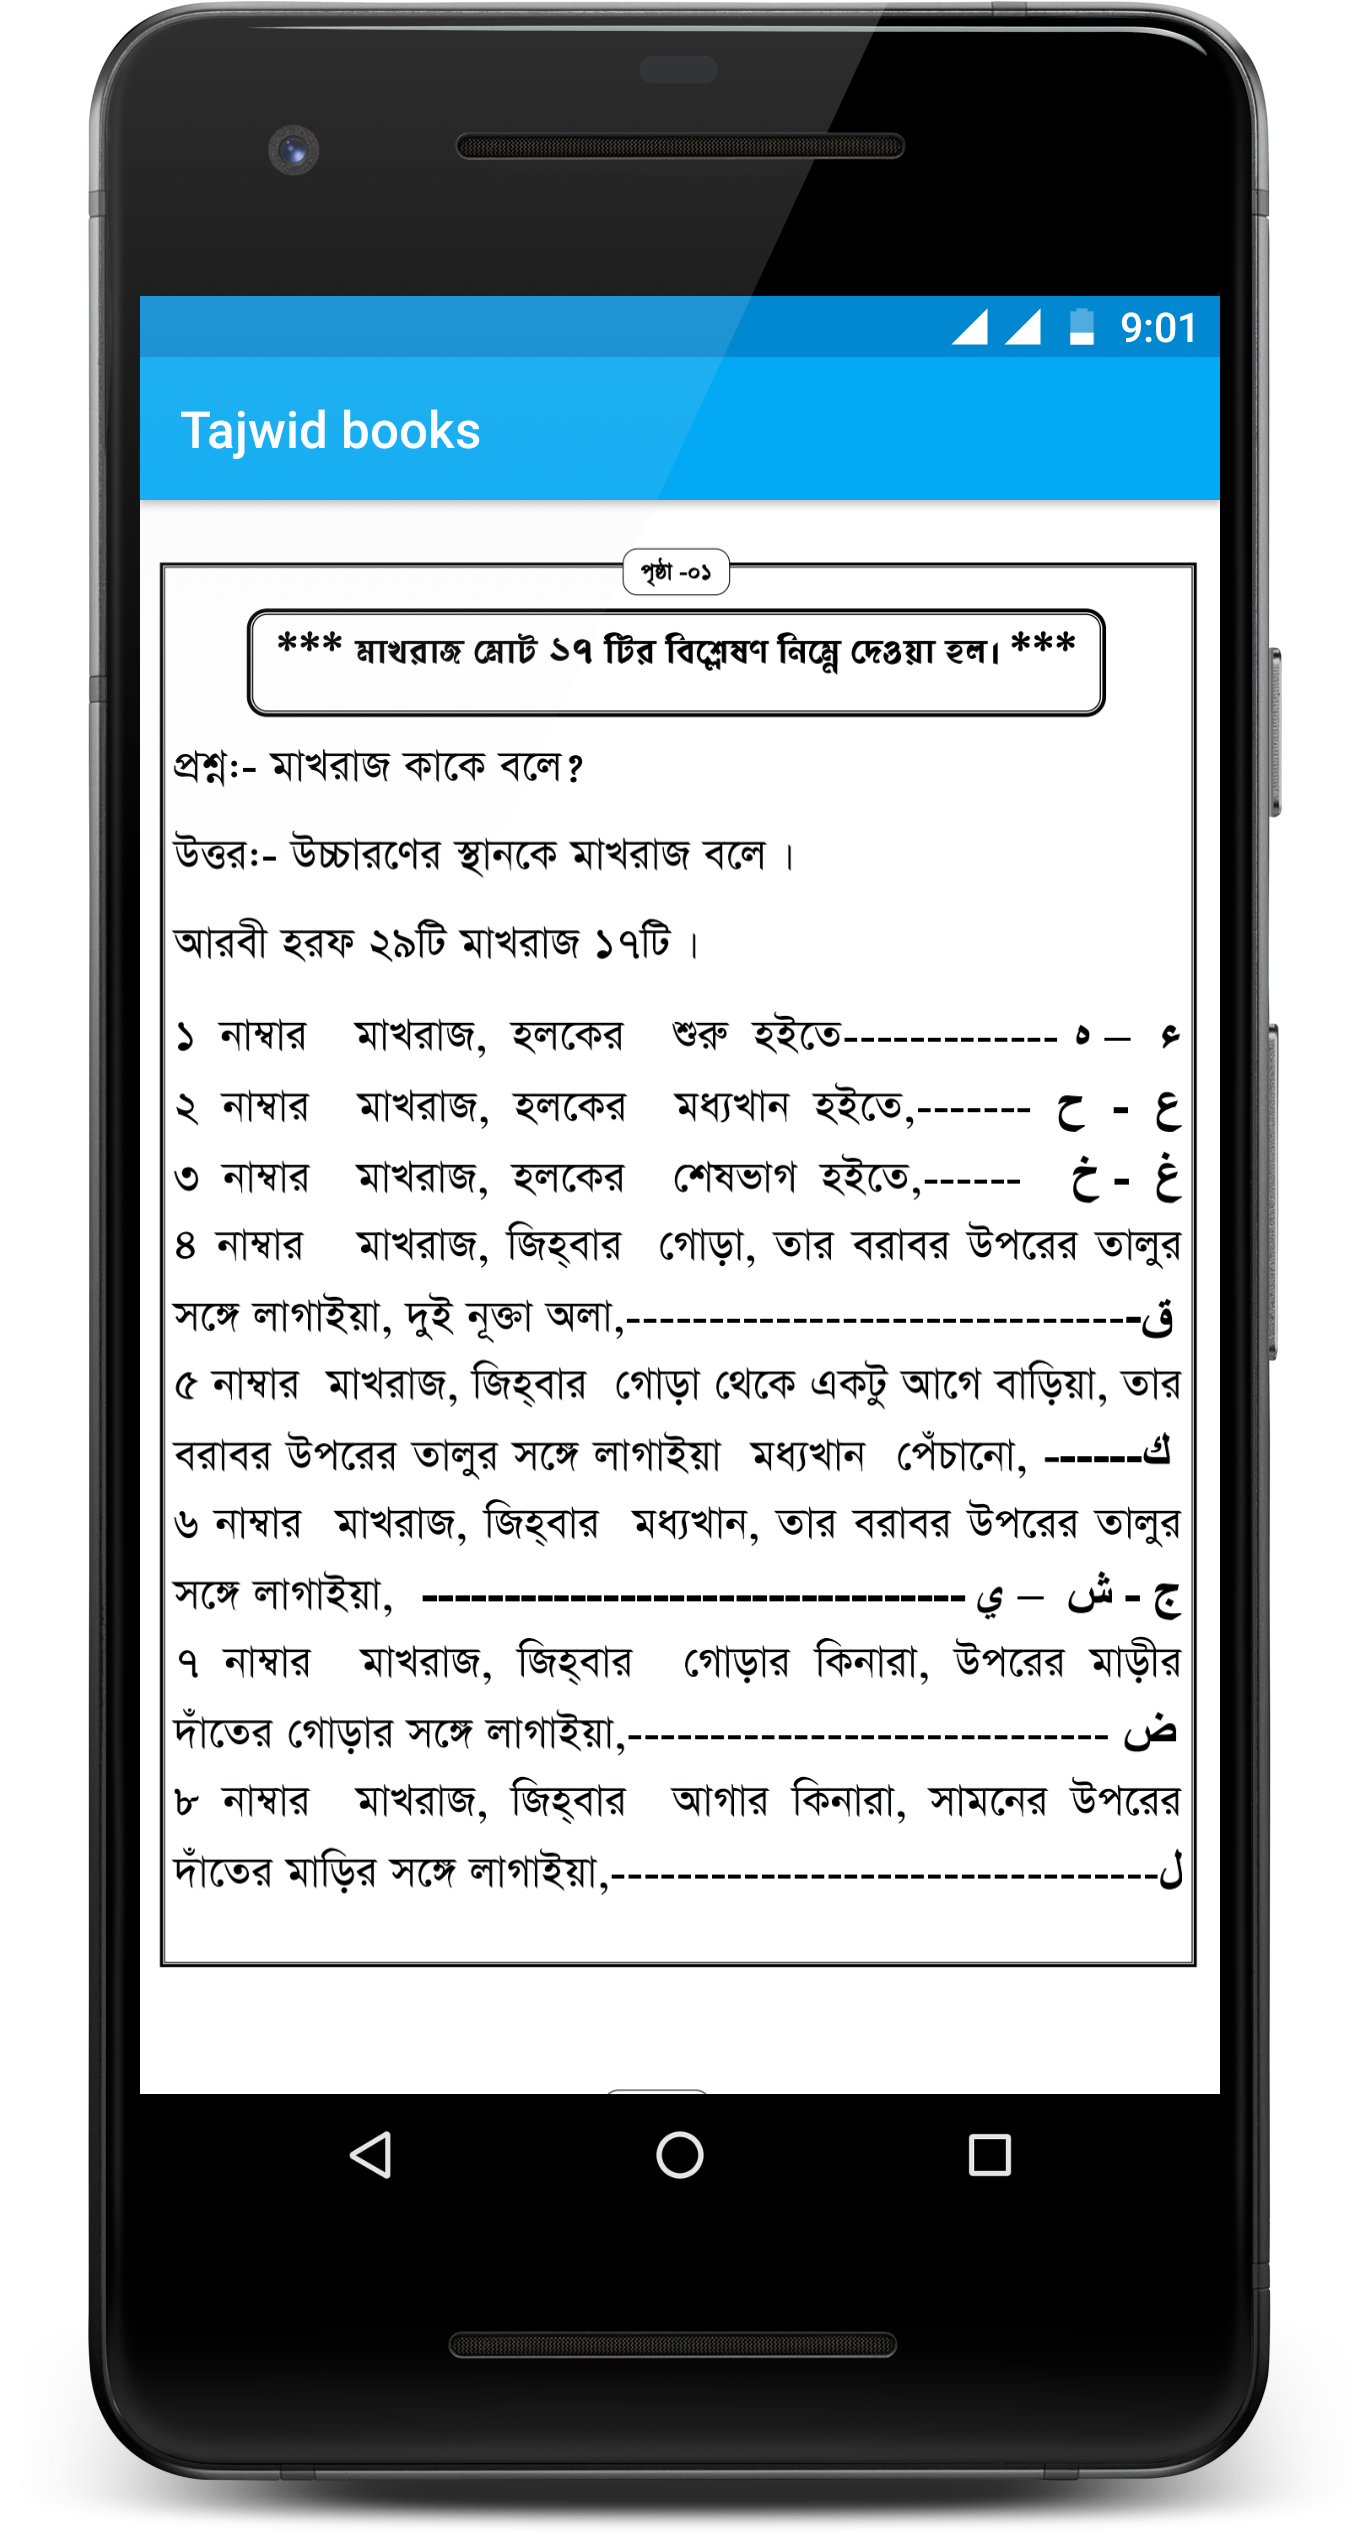 9:01
Tajwid books
পৃষ্ঠা -০১
*** মাখরাজ মোট ১৭ টির বিশ্লেষণ নিম্নে দেওয়া হল। ***
প্রশ্ন:- মাখরাজ কাকে বলে?
উত্তর:- উচ্চারণের স্থানকে মাখরাজ বলে ।
আরবী হরফ ২৯টি মাখরাজ ১৭টি ।
১ নাম্বার মাখরাজ, হলকের শুরু হইতে------------- ء – ه
২ নাম্বার মাখরাজ, হলকের মধ্যখান হইতে,------- ع - ح
৩ নাম্বার মাখরাজ, হলকের শেষভাগ হইতে,------ غ - خ
৪ নাম্বার মাখরাজ, জিহ্বার গোড়া, তার বরাবর উপরের তালুর
সঙ্গে লাগাইয়া, দুই নূক্তা অলা,-------------------------------ق
৫ নাম্বার মাখরাজ, জিহ্বার গোড়া থেকে একটু আগে বাড়িয়া, তার
বরাবর উপরের তালুর সঙ্গে লাগাইয়া মধ্যখান পেঁচানো, ------ك
৬ নাম্বার মাখরাজ, জিহ্বার মধ্যখান, তার বরাবর উপরের তালুর
সঙ্গে লাগাইয়া, ---------------------------------- ج - ش – ي
৭ নাম্বার মাখরাজ, জিহ্বার গোড়ার কিনারা, উপরের মাড়ীর
দাঁতের গোড়ার সঙ্গে লাগাইয়া,----------------------------- ض
৮ নাম্বার মাখরাজ, জিহ্বার আগার কিনারা, সামনের উপরের
দাঁতের মাড়ির সঙ্গে লাগাইয়া,---------------------------------ل